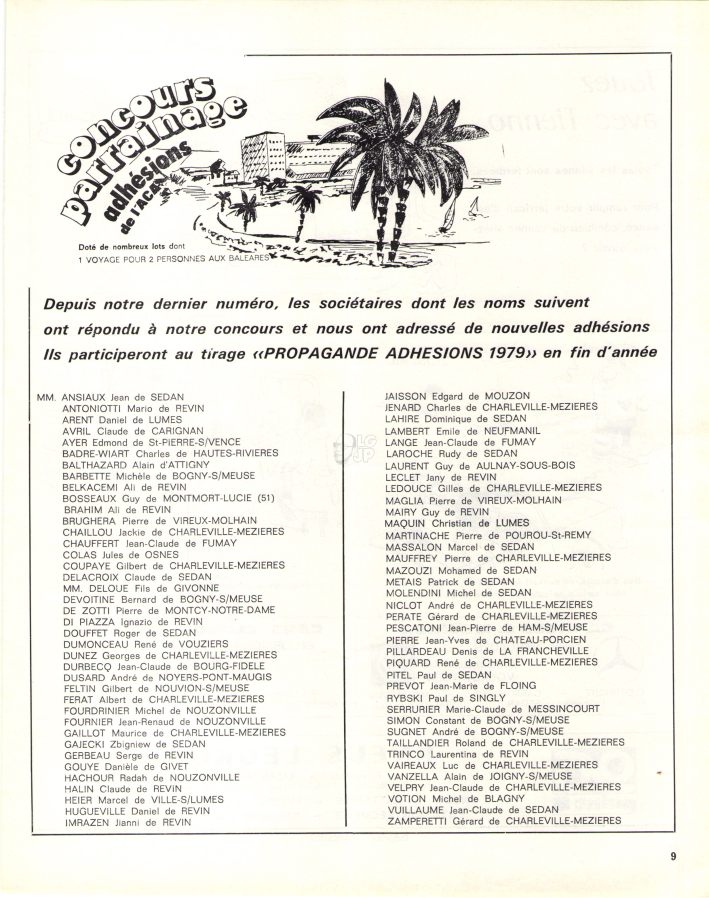 concours
parrainage
adhésions
de l'ACA
Doté de nombreux lots dont
1 VOYAGE POUR 2 PERSONNES AUX BALEARES
Depuis notre dernier numéro, les sociétaires dont les noms suivent
ont répondu à notre concours et nous ont adressé de nouvelles adhésions
Ils participeront au tirage «PROPAGANDE ADHESIONS 1979» en fin d'année
MM. ANSIAUX Jean de SEDAN
ANTONIOTTI Mario de REVIN
ARENT Daniel de LUMES
AVRIL Claude de CARIGNAN
AYER Edmond de St-PIERRE-S/VENCE
BADRE-WIART Charles de HAUTES-RIVIERES
BALTHAZARD Alain d'ATTIGNY
BARBETTE Michèle de BOGNY-S/MEUSE
BELKACEMI Ali de REVIN
BOSSEAUX Guy de MONTMORT-LUCIE (51)
BRAHIM Ali de REVIN
BRUGHERA Pierre de VIREUX-MOLHAIN
CHAILLOU Jackie de CHARLEVILLE-MEZIERES
CHAUFFERT Jean-Claude de FUMAY
COLAS Jules de OSNES
COUPAYE Gilbert de CHARLEVILLE-MEZIERES
DELACROIX Claude de SEDAN
MM. DELOUE Fils de GIVONNE
DEVOITINE Bernard de BOGNY-S/MEUSE
DE ZOTTI Pierre de MONTCY-NOTRE-DAME
DI PIAZZA Ignazio de REVIN
DOUFFET Roger de SEDAN
DUMONCEAU René de VOUZIERS
DUNEZ Georges de CHARLEVILLE-MEZIERES
DURBECQ Jean-Claude de BOURG-FIDELE
DUSARD André de NOYERS-PONT-MAUGIS
FELTIN Gilbert de NOUVION-S/MEUSE
FERAT Albert de CHARLEVILLE-MEZIERES
FOURDRINIER Michel de NOUZONVILLE
FOURNIER Jean-Renaud de NOUZONVILLE
GAILLOT Maurice de CHARLEVILLE-MEZIERES
GAJECKI Zbigniew de SEDAN
GERBEAU Serge de REVIN
GOUYE Danièle de GIVET
HACHOUR Radah de NOUZONVILLE
HALIN Claude de REVIN
HEIER Marcel de VILLE-S/LUMES
HUGUEVILLE Daniel de REVIN
IMRAZEN Jianni de REVIN
JAISSON Edgard de MOUZON
JENARD Charles de CHARLEVILLE-MEZIERES
LAHIRE Dominique de SEDAN
LAMBERT Emile de NEUFMANIL
LANGE Jean-Claude de FUMAY
LAROCHE Rudy de SEDAN
LAURENT Guy de AULNAY-SOUS-BOIS
LECLET Jany de REVIN
LEDOUCE Gilles de CHARLEVILLE-MEZIERES
MAGLIA Pierre de VIREUX-MOLHAIN
MAIRY Guy de REVIN
MAQUIN Christian de LUMES
MARTINACHE Pierre de POUROU-St-REMY
MASSALON Marcel de SEDAN
MAUFFREY Pierre de CHARLEVILLE-MEZIERES
MAZOUZI Mohamed de SEDAN
METAIS Patrick de SEDAN
MOLENDINI Michel de SEDAN
NICLOT André de CHARLEVILLE-MEZIERES
PERATE Gérard de CHARLEVILLE-MEZIERES
PESCATONI Jean-Pierre de HAM-S/MEUSE
PIERRE Jean-Yves de CHATEAU-PORCIEN
PILLARDEAU Denis de LA FRANCHEVILLE
PIQUARD René de CHARLEVILLE-MEZIERES
PITEL Paul de SEDAN
PREVOT Jean-Marie de FLOING
RYBSKI Paul de SINGLY
SERRURIER Marie-Claude de MESSINCOURT
SIMON Constant de BOGNY-S/MEUSE
SUGNET André de BOGNY-S/MEUSE
TAILLANDIER Roland de CHARLEVILLE-MEZIERES
TRINCO Laurentina de REVIN
VAIREAUX Luc de CHARLEVILLE-MEZIERES
VANZELLA Alain de JOIGNY-S/MEUSE
VELPRY Jean-Claude de CHARLEVILLE-MEZIERES
VOTION Michel de BLAGNY
VUILLAUME Jean-Claude de SEDAN
ZAMPERETTI Gérard de CHARLEVILLE-MEZIERES
LG
JP
9